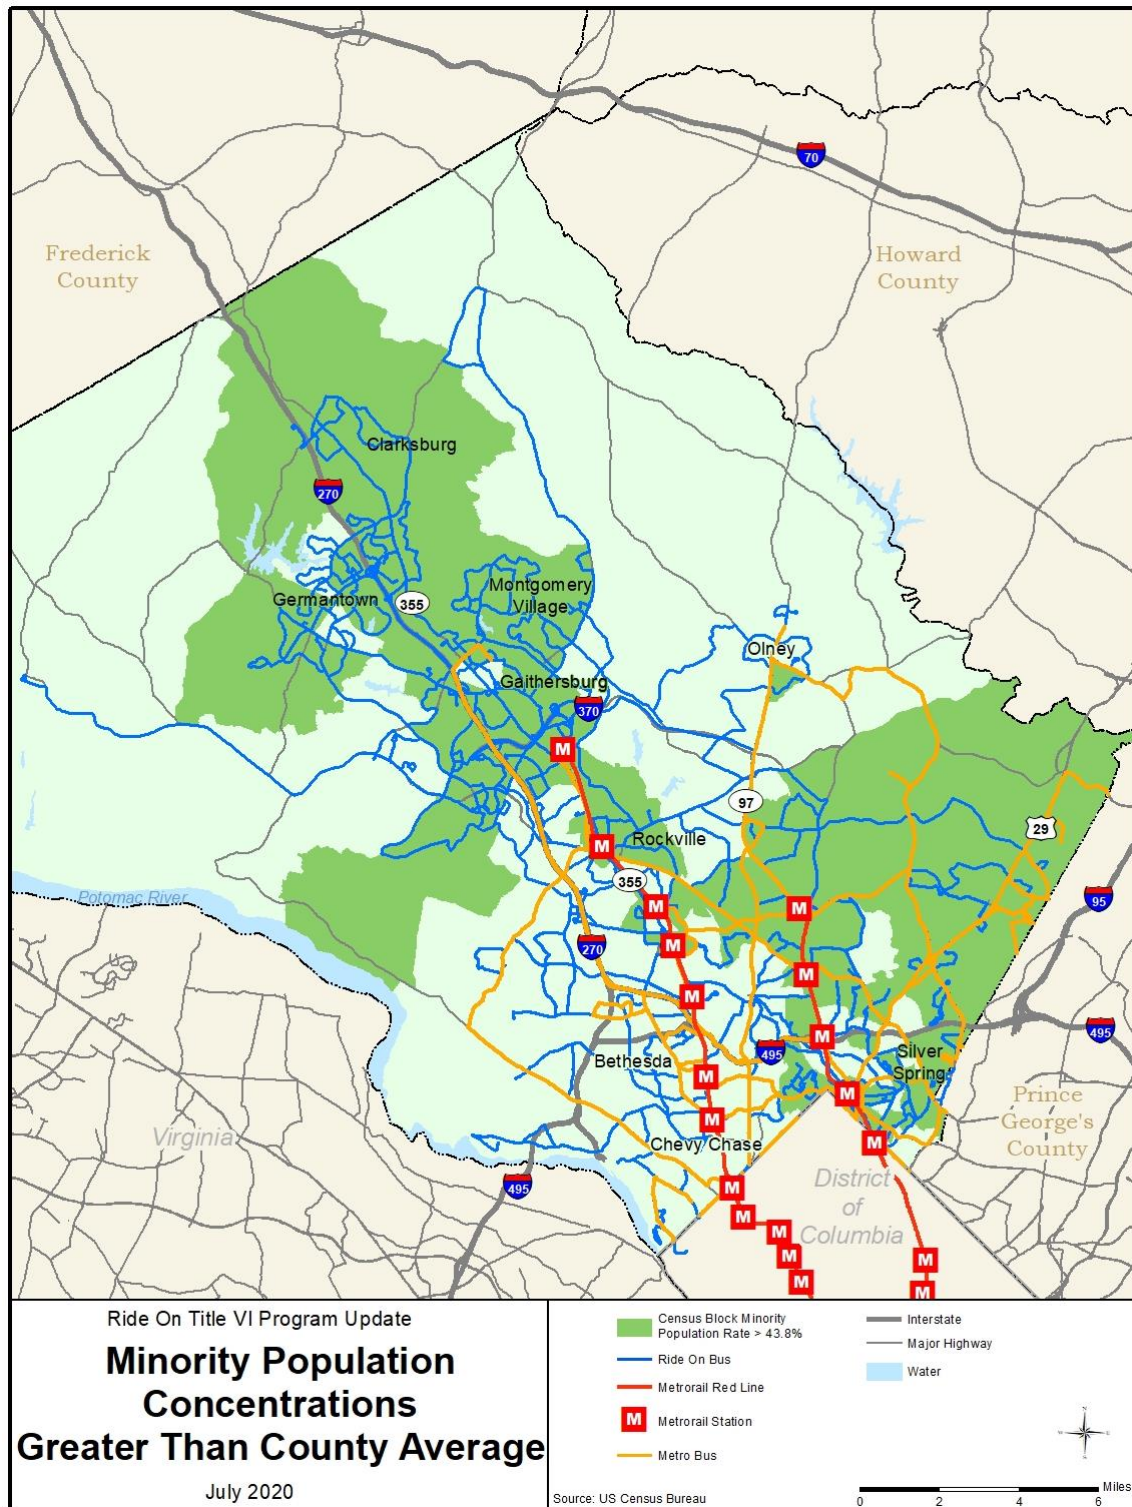 70
Frederick
County
Howard
County
Clarksburg
270
Montgomery
Village
Germantown
355
Olney
Gaithersburg
370
M
97
29
Rockville
M
355
Potomac River
95
M
M
M
270
M
M
495
M
495
Silver
Spring
Bethesda
M
M
Prince
George's
County
M
Chevy Chase
M
Virginia
495
M
District
of
Columbia
M
M
M
M
M
M
Ride On Title VI Program Update
Minority Population
Concentrations
Greater Than County Average
July 2020
Census Block Minority
Population Rate > 43.8%
Ride On Bus
Metrorail Red Line
M Metrorail Station
Metro Bus
Interstate
Major Highway
Water
N
W E
S
Source: US Census Bureau
Miles
0 2 4 6